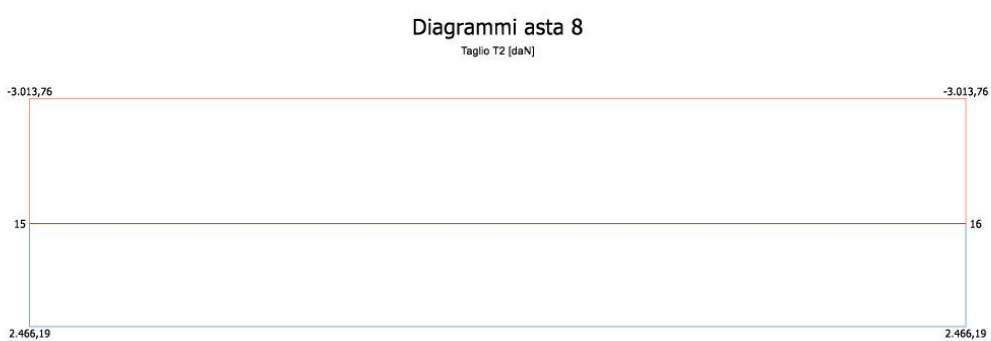 Diagrammi asta 8
Taglio T2 [daN]
-3.013,76 -3.013,76
15 16
2.466,19 2.466,19